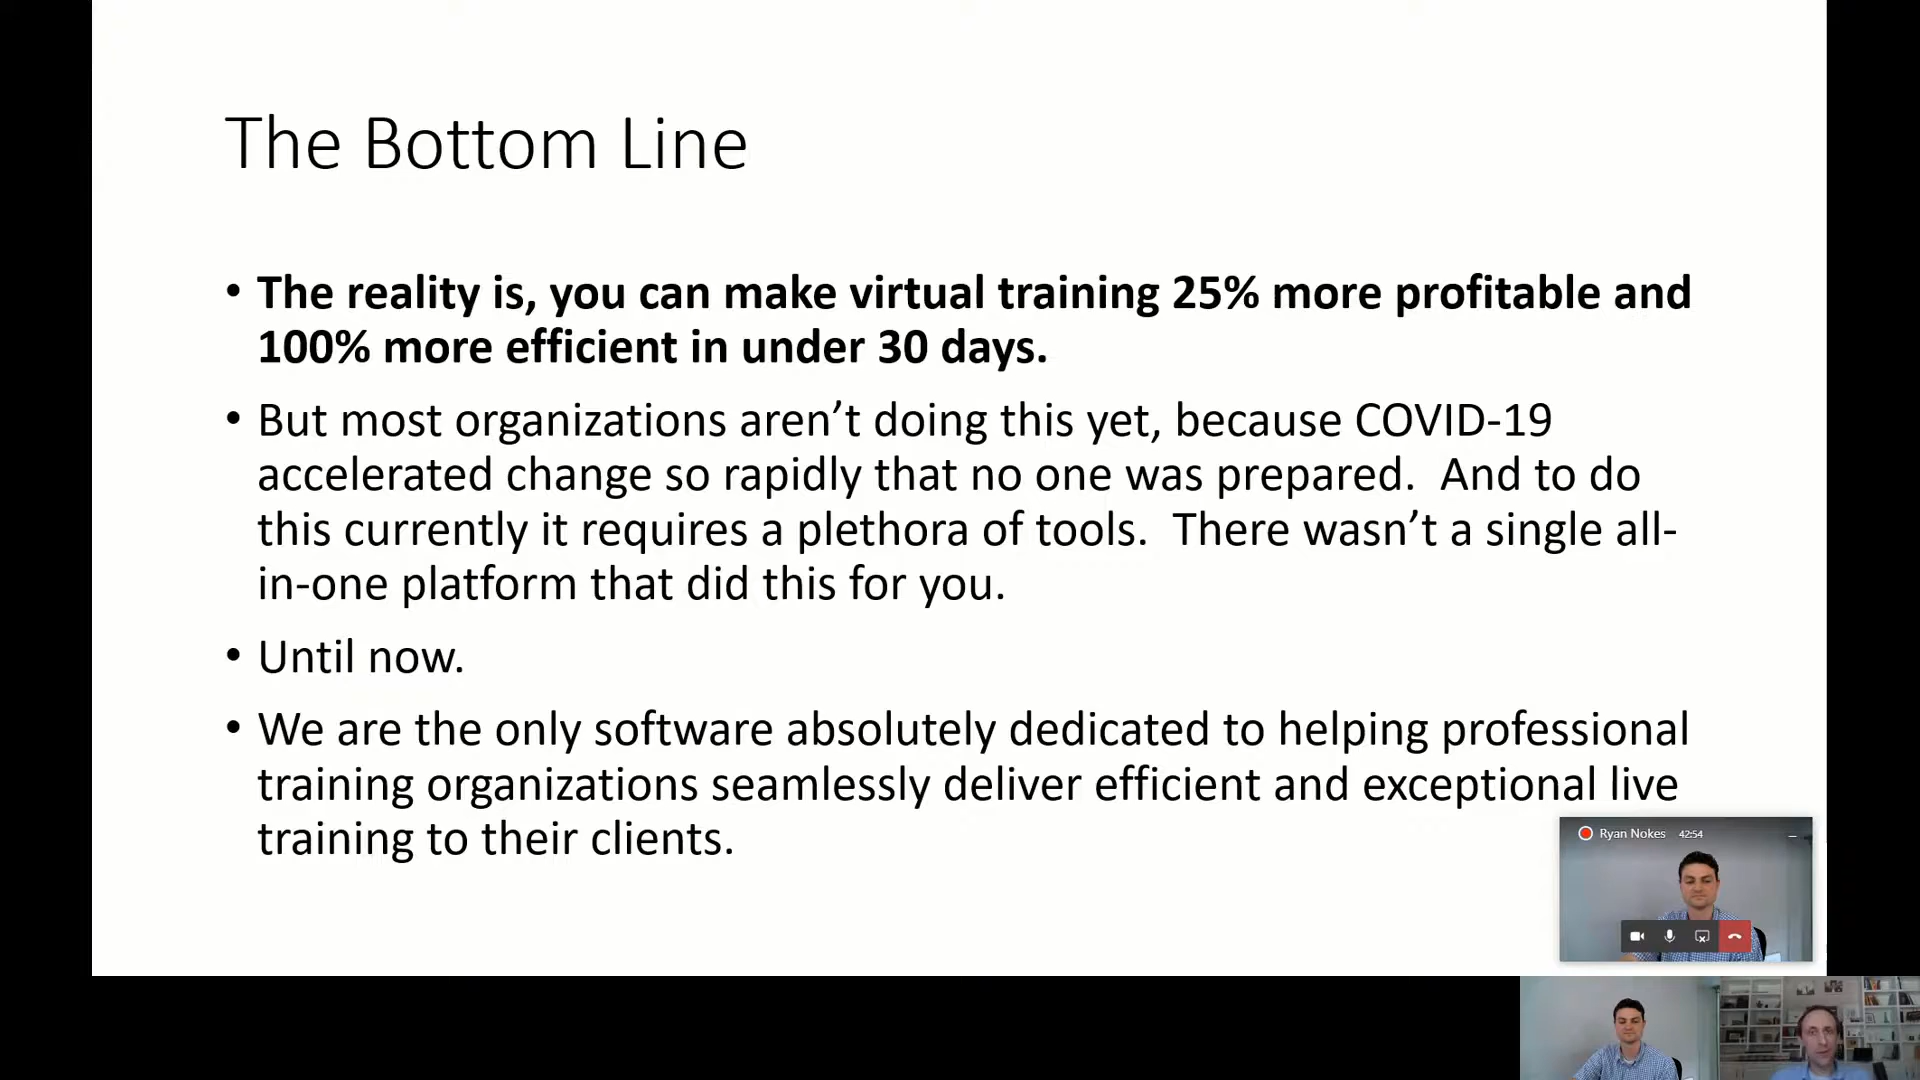 The Bottom Line
• The reality is, you can make virtual training 25% more profitable and
100% more efficient in under 30 days.
• But most organizations aren’t doing this yet, because COVID-19
accelerated change so rapidly that no one was prepared.  And to do
this currently it requires a plethora of tools.  There wasn’t a single all-
in-one platform that did this for you.
• Until now.
• We are the only software absolutely dedicated to helping professional
training organizations seamlessly deliver efficient and exceptional live
training to their clients.
Ryan Nokes 42:54